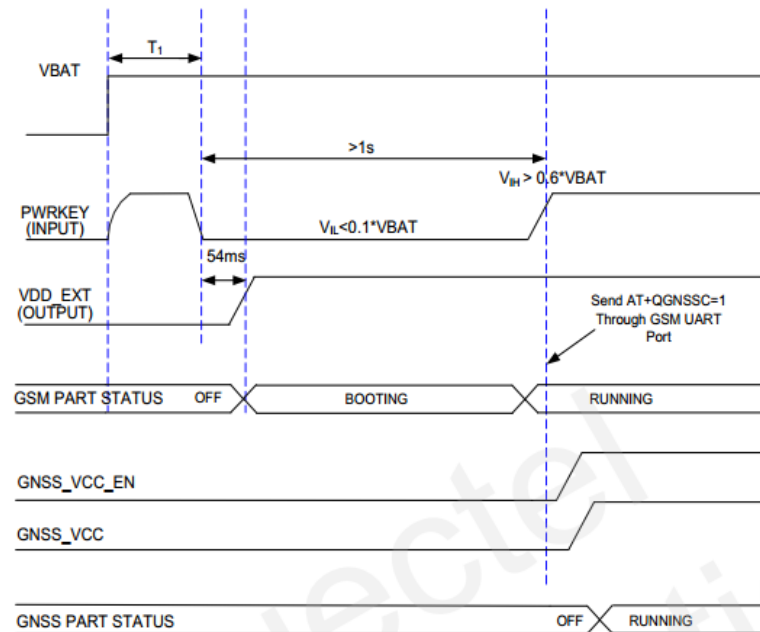 T1
VBAT
>1s
VIH > 0.6*VBAT
PWRKEY
(INPUT)
VIL<0.1*VBAT
54ms
VDD_EXT
(OUTPUT)
Send AT+QGNSSC=1
Through GSM UART
Port
GSM PART STATUS OFF BOOTING RUNNING
GNSS_VCC_EN
GNSS_VCC
GNSS PART STATUS OFF RUNNING